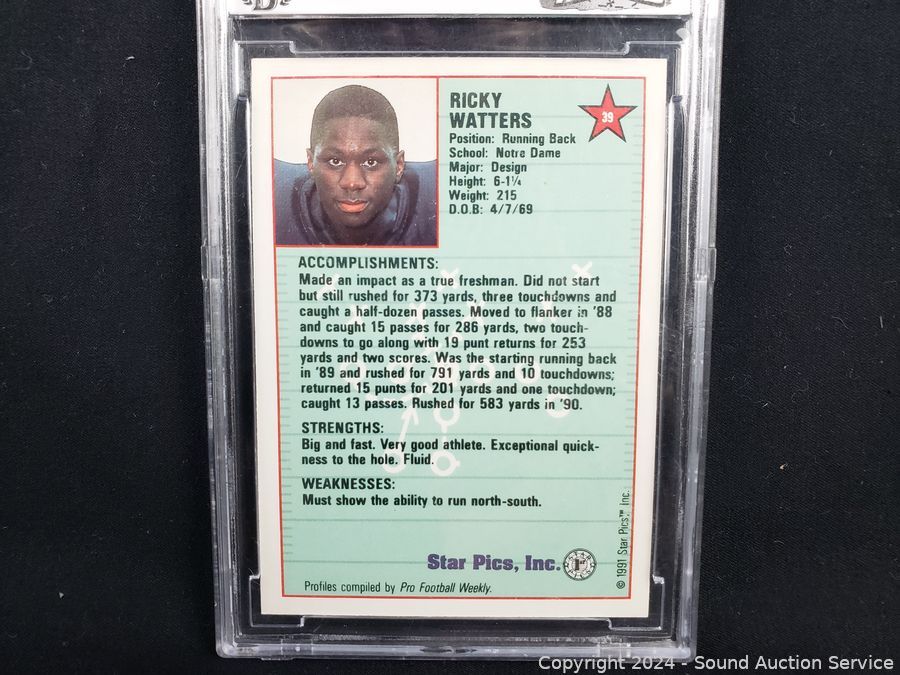 RICKY
WATTERS
39
Position: Running Back
School: Notre Dame
Major: Design
Height: 6-1¼
Weight: 215
D.O.B: 4/7/69
ACCOMPLISHMENTS:
Made an impact as a true freshman. Did not start
but still rushed for 373 yards, three touchdowns and
caught a half-dozen passes. Moved to flanker in '88
and caught 15 passes for 286 yards, two touch-
downs to go along with 19 punt returns for 253
yards and two scores. Was the starting running back
in '89 and rushed for 791 yards and 10 touchdowns;
returned 15 punts for 201 yards and one touchdown;
caught 13 passes. Rushed for 583 yards in '90.
STRENGTHS:
Big and fast. Very good athlete. Exceptional quick-
ness to the hole. Fluid.
WEAKNESSES:
Must show the ability to run north-south.
Star Pics, Inc.
Profiles compiled by Pro Football Weekly.
© 1991 Star Pics™ Inc.
Copyright 2024 - Sound Auction Service